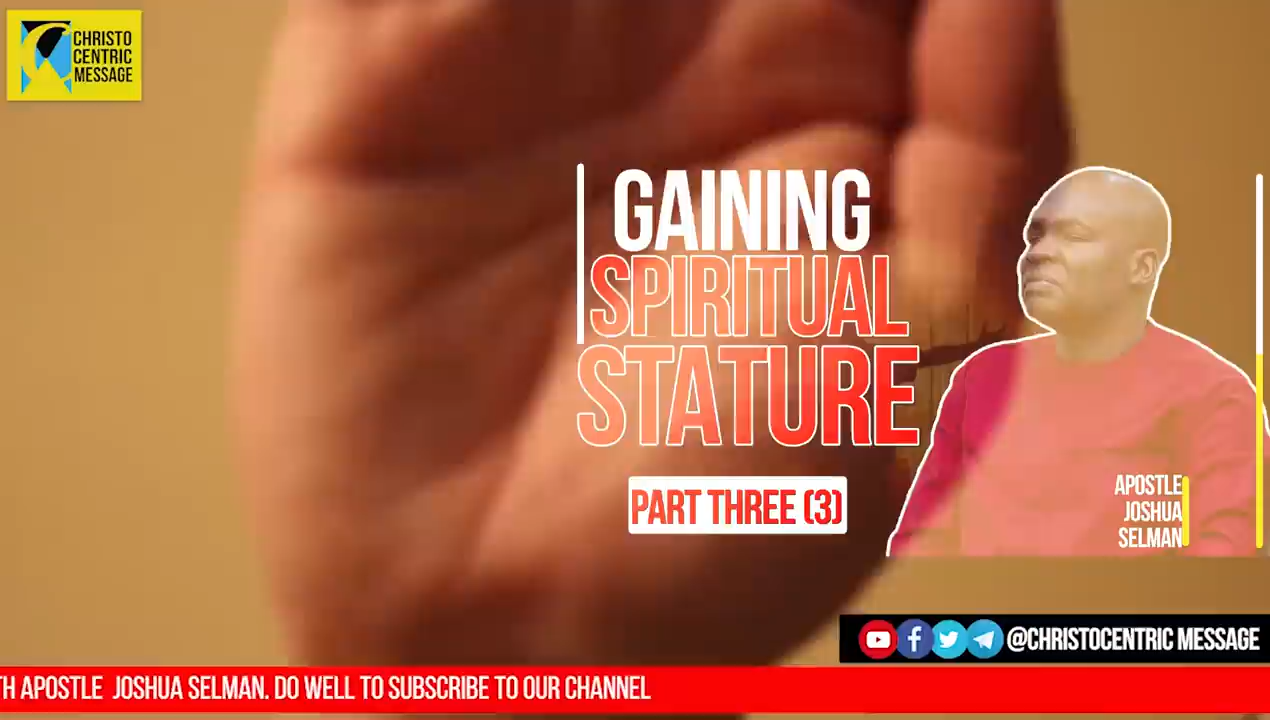 CHRISTO
CENTRIC
MESSAGE
GAINING
SPIRITUAL
STATURE
PART THREE (3)
APOSTLE
JOSHUA
SELMAN
@CHRISTOCENTRIC MESSAGE
TH APOSTLE JOSHUA SELMAN. DO WELL TO SUBSCRIBE TO OUR CHANNEL